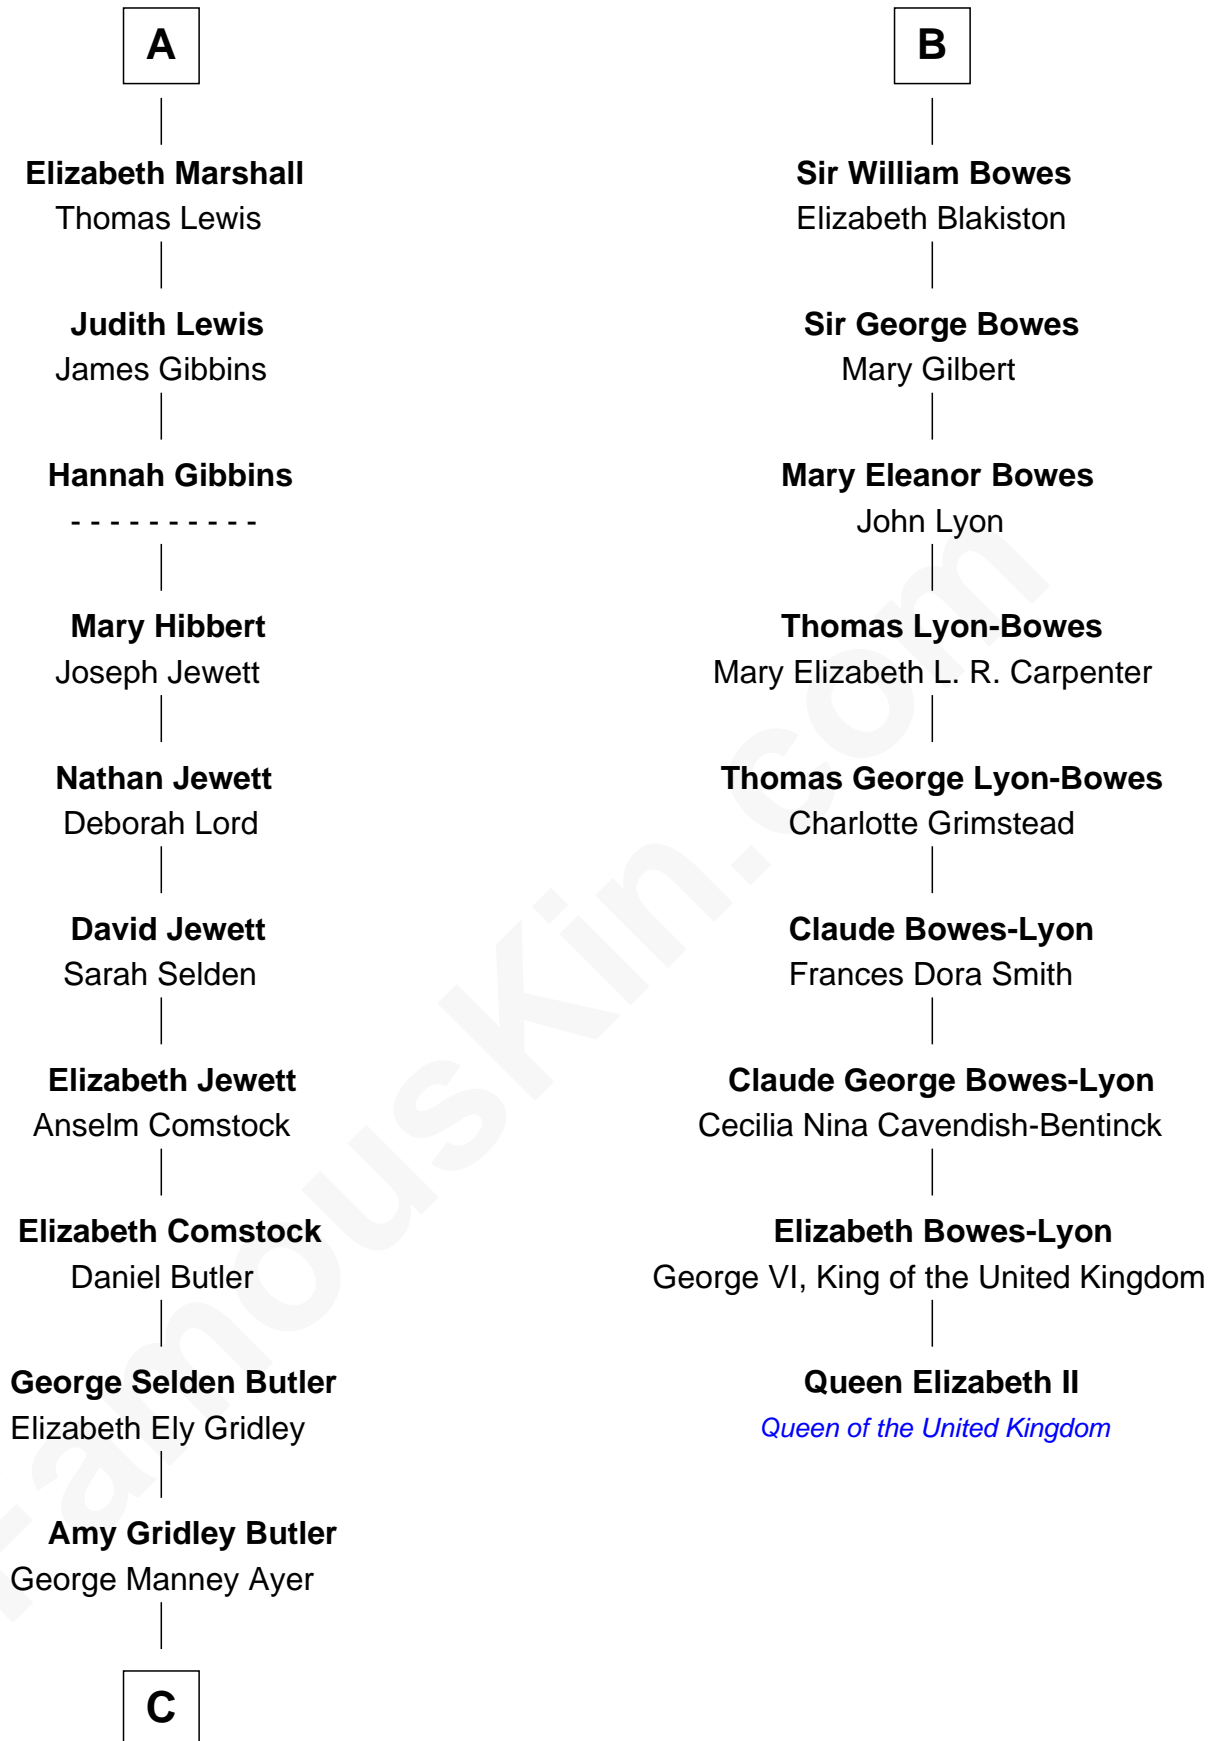 A
Elizabeth Marshall
Thomas Lewis
Judith Lewis
James Gibbins
Hannah Gibbins
- - - - - - - - - -
Mary Hibbert
Joseph Jewett
Nathan Jewett
Deborah Lord
David Jewett
Sarah Selden
Elizabeth Jewett
Anselm Comstock
Elizabeth Comstock
Daniel Butler
George Selden Butler
Elizabeth Ely Gridley
Amy Gridley Butler
George Manney Ayer
C
B
Sir William Bowes
Elizabeth Blakiston
Sir George Bowes
Mary Gilbert
Mary Eleanor Bowes
John Lyon
Thomas Lyon-Bowes
Mary Elizabeth L. R. Carpenter
Thomas George Lyon-Bowes
Charlotte Grimstead
Claude Bowes-Lyon
Frances Dora Smith
Claude George Bowes-Lyon
Cecilia Nina Cavendish-Bentinck
Elizabeth Bowes-Lyon
George VI, King of the United Kingdom
Queen Elizabeth II
Queen of the United Kingdom
FamousKin.com